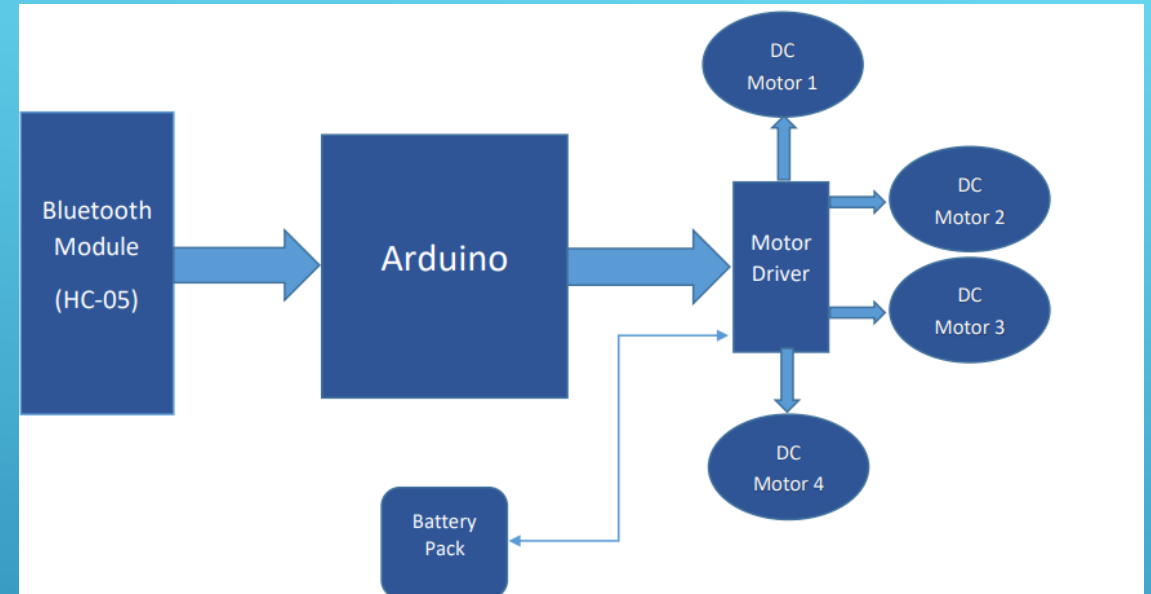 Bluetooth
Module
(HC-05)
Arduino
Motor
Driver
DC
Motor 1
DC
Motor 2
DC
Motor 3
DC
Motor 4
Battery
Pack